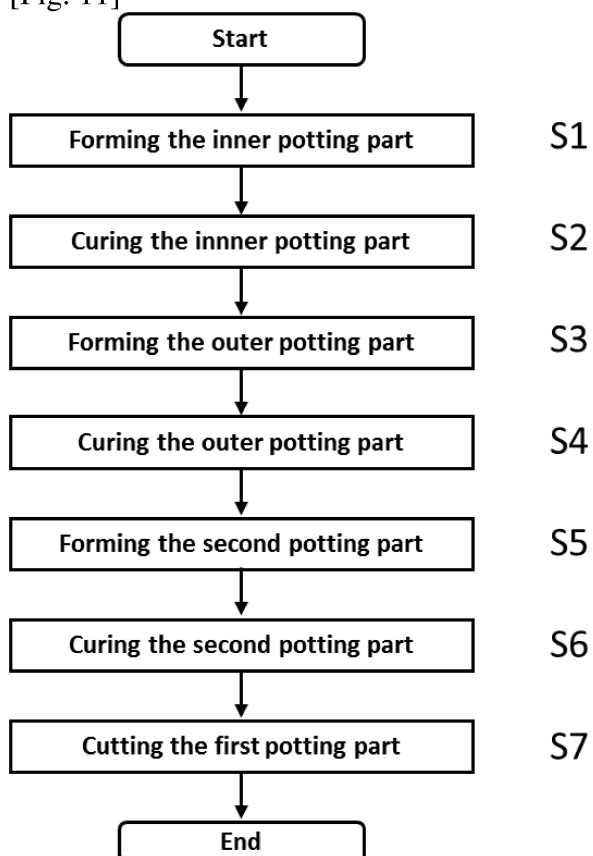 [Fig. 11]
Start
Forming the inner potting part S1
Curing the innner potting part S2
Forming the outer potting part S3
Curing the outer potting part S4
Forming the second potting part S5
Curing the second potting part S6
Cutting the first potting part S7
End